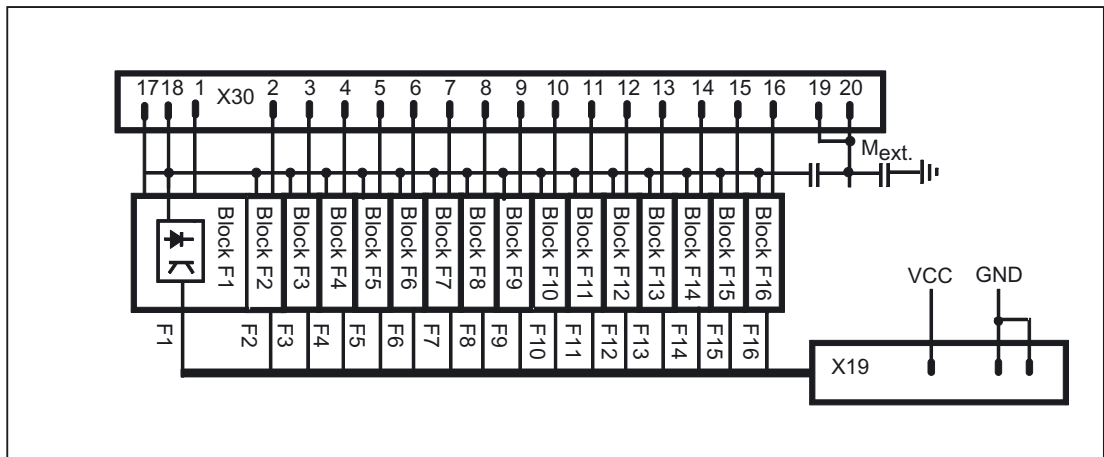 17 18 1 X30 2 3 4 5 6 7 8 9 10 11 12 13 14 15 16 19 20
Mext.
Block F1
Block F2
Block F3
Block F4
Block F5
Block F6
Block F7
Block F8
Block F9
Block F10
Block F11
Block F12
Block F13
Block F14
Block F15
Block F16
VCC GND
F1 F2 F3 F4 F5 F6 F7 F8 F9 F10 F11 F12 F13 F14 F15 F16
X19